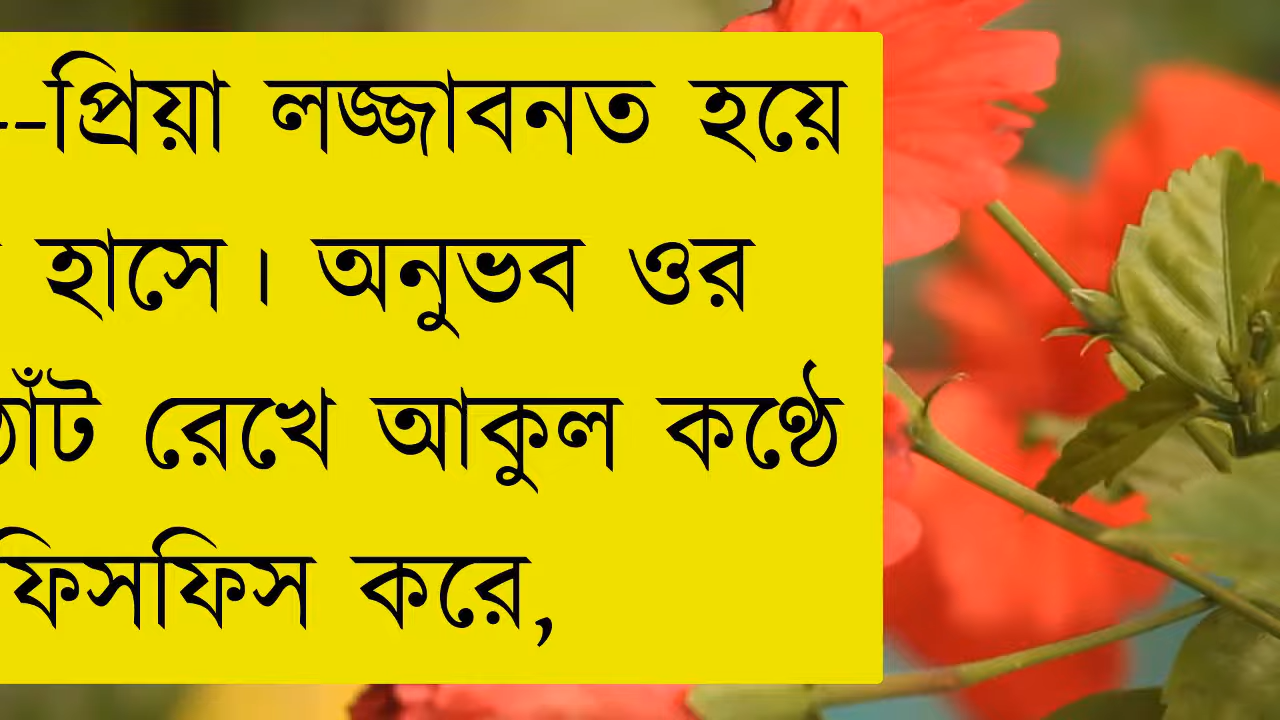 --প্রিয়া লজ্জাবনত হয়ে
হাসে। অনুভব ওর
রেখে আকুল কণ্ঠে
ফিসফিস করে,